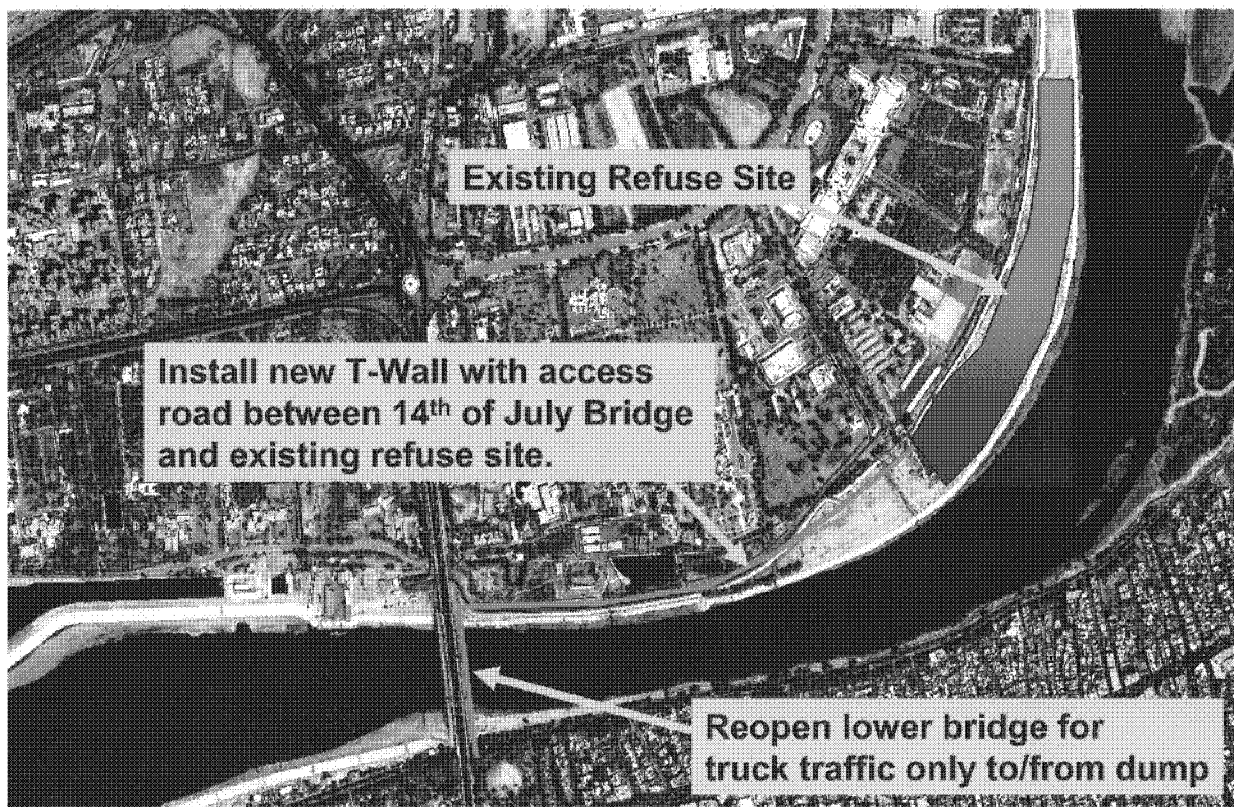 Existing Refuse Site
Install new T-Wall with access
road between 14th of July Bridge
and existing refuse site.
Reopen lower bridge for
truck traffic only to/from dump